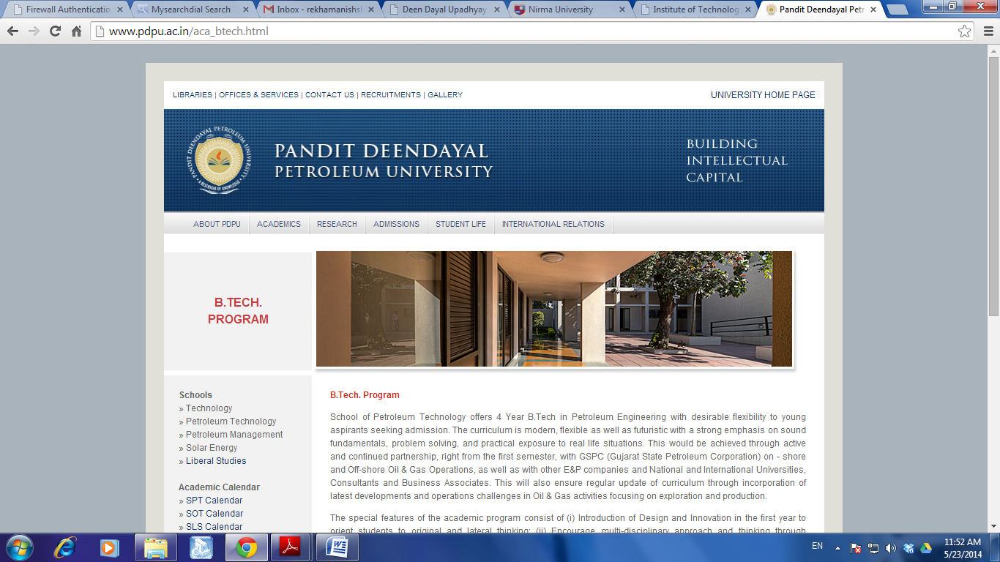 Firewall Authenticatio
Mysearchdial Search
Inbox - rekhamanishsh
Deen Dayal Upadhyay
Nirma University
Institute of Technolog
Pandit Deendayal Petr
www.pdpu.ac.in/aca_btech.html
LIBRARIES | OFFICES & SERVICES | CONTACT US | RECRUITMENTS | GALLERY
UNIVERSITY HOME PAGE
PANDIT DEENDAYAL PETROLEUM UNIVERSITY
A RESERVOIR OF KNOWLEDGE
PANDIT DEENDAYAL
PETROLEUM UNIVERSITY
BUILDING
INTELLECTUAL
CAPITAL
ABOUT PDPU
ACADEMICS
RESEARCH
ADMISSIONS
STUDENT LIFE
INTERNATIONAL RELATIONS
B.TECH.
PROGRAM
Schools
» Technology
» Petroleum Technology
» Petroleum Management
» Solar Energy
» Liberal Studies
Academic Calendar
» SPT Calendar
» SOT Calendar
» SLS Calendar
B.Tech. Program
School of Petroleum Technology offers 4 Year B.Tech in Petroleum Engineering with desirable flexibility to young
aspirants seeking admission. The curriculum is modern, flexible as well as futuristic with a strong emphasis on sound
fundamentals, problem solving, and practical exposure to real life situations. This would be achieved through active
and continued partnership, right from the first semester, with GSPC (Gujarat State Petroleum Corporation) on - shore
and Off-shore Oil & Gas Operations, as well as with other E&P companies and National and International Universities,
Consultants and Business Associates. This will also ensure regular update of curriculum through incorporation of
latest developments and operations challenges in Oil & Gas activities focusing on exploration and production.
The special features of the academic program consist of (i) Introduction of Design and Innovation in the first year to
orient students to original and lateral thinking; (ii) Encourage multi-disciplinary approach and thinking through
EN
11:52 AM
5/23/2014